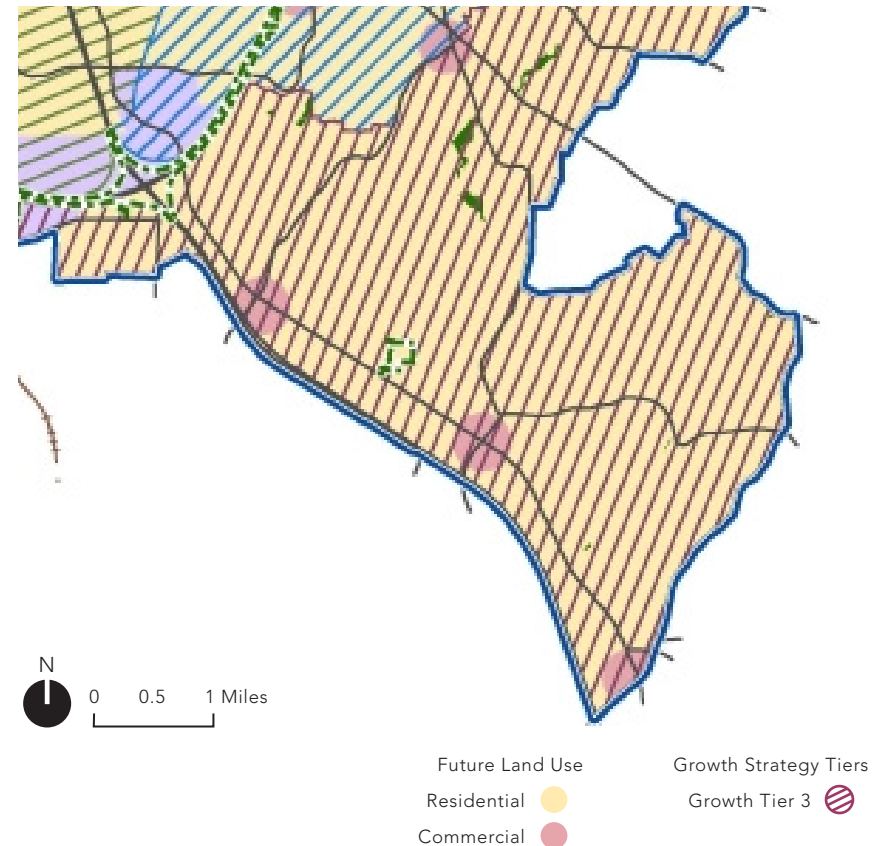 N
0 0.5 1 Miles
Future Land Use
Residential
Commercial
Growth Strategy Tiers
Growth Tier 3